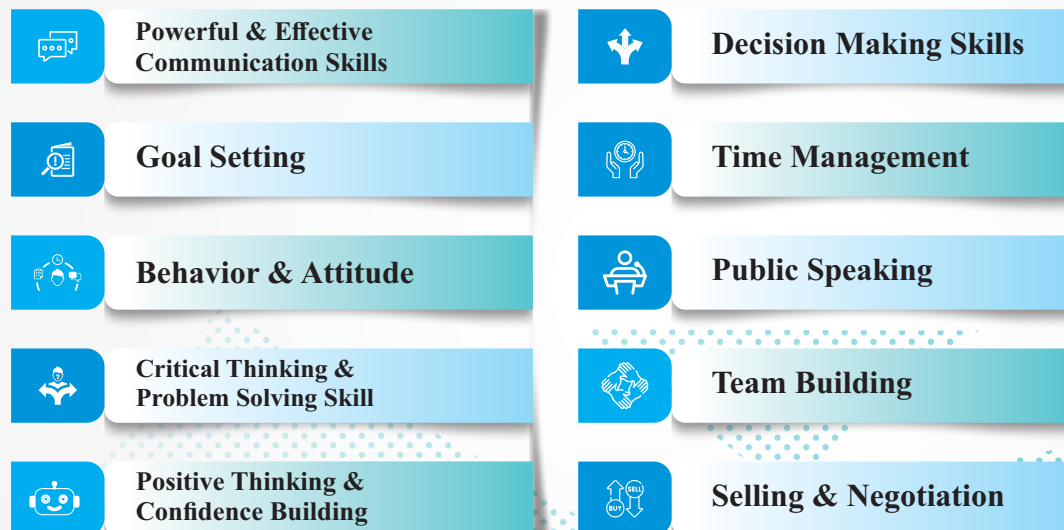 Powerful & Effective
Communication Skills
Goal Setting
Behavior & Attitude
Critical Thinking &
Problem Solving Skill
Positive Thinking &
Confidence Building
Decision Making Skills
Time Management
Public Speaking
Team Building
SELL
BUY
Selling & Negotiation